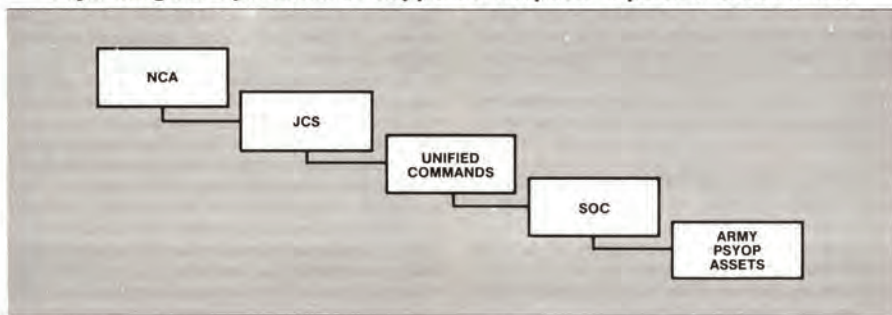 NCA
JCS
UNIFIED
COMMANDS
SOC
ARMY
PSYOP
ASSETS